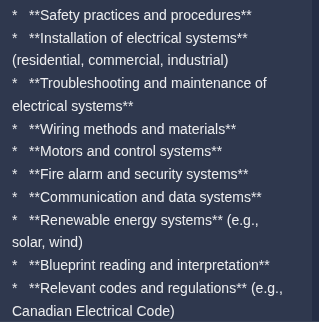 *   **Safety practices and procedures**
*   **Installation of electrical systems**
(residential, commercial, industrial)
*   **Troubleshooting and maintenance of
electrical systems**
*   **Wiring methods and materials**
*   **Motors and control systems**
*   **Fire alarm and security systems**
*   **Communication and data systems**
*   **Renewable energy systems** (e.g.,
solar, wind)
*   **Blueprint reading and interpretation**
*   **Relevant codes and regulations** (e.g.,
Canadian Electrical Code)